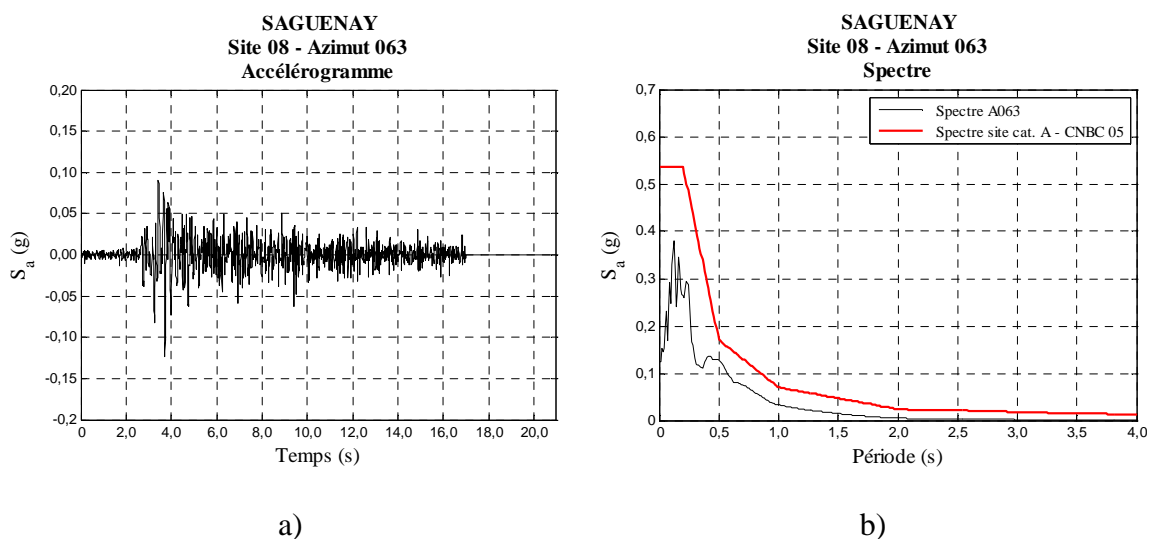 SAGUENAY
Site 08 - Azimut 063
Accélérogramme
0,20
0,15
0,10
0,05
0,00
-0,05
-0,10
-0,15
-0,2
S_a (g)
0 2,0 4,0 6,0 8,0 10,0 12,0 14,0 16,0 18,0 20,0
Temps (s)
a)
SAGUENAY
Site 08 - Azimut 063
Spectre
0,7
0,6
0,5
0,4
0,3
0,2
0,1
0
S_a (g)
Spectre A063
Spectre site cat. A - CNBC 05
0 0,5 1,0 1,5 2,0 2,5 3,0 3,5 4,0
Période (s)
b)